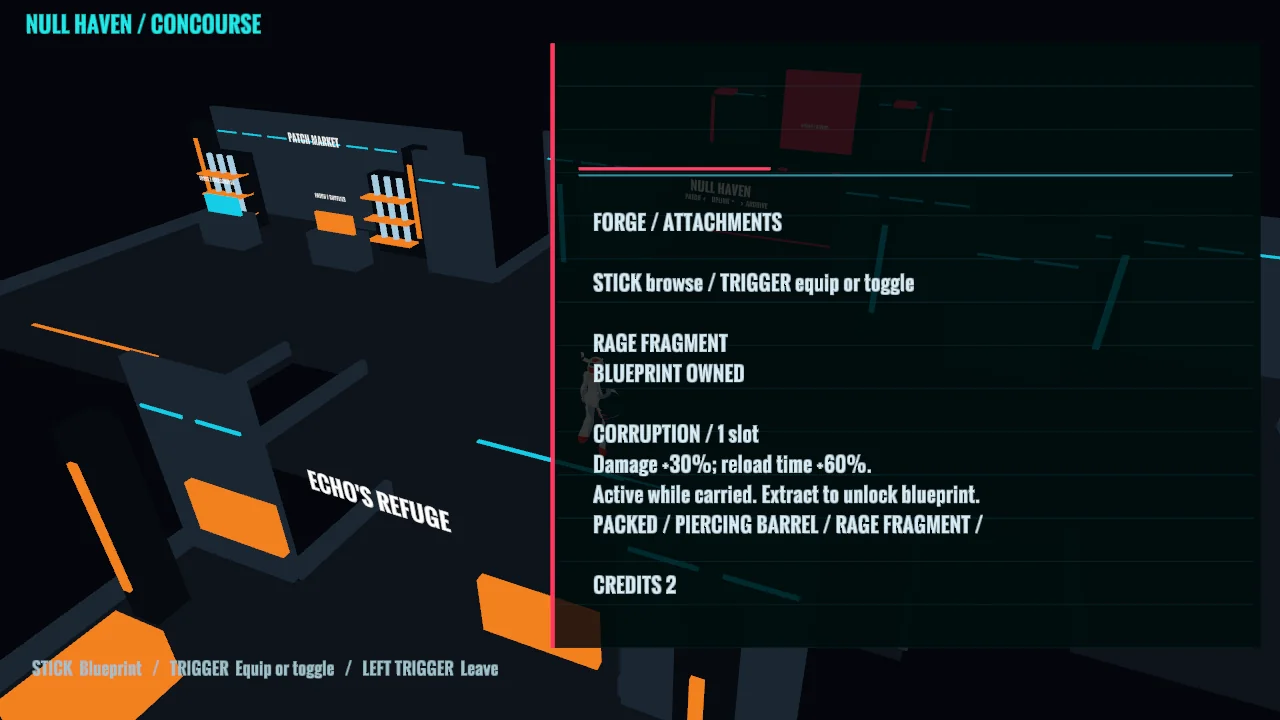 NULL HAVEN / CONCOURSE
PATCH MARKET
NULL HAVEN
FORGE / ATTACHMENTS
STICK browse / TRIGGER equip or toggle
RAGE FRAGMENT
BLUEPRINT OWNED
CORRUPTION / 1 slot
Damage +30%; reload time +60%.
Active while carried. Extract to unlock blueprint.
PACKED / PIERCING BARREL / RAGE FRAGMENT /
CREDITS 2
ECHO'S REFUGE
STICK Blueprint / TRIGGER Equip or toggle / LEFT TRIGGER Leave